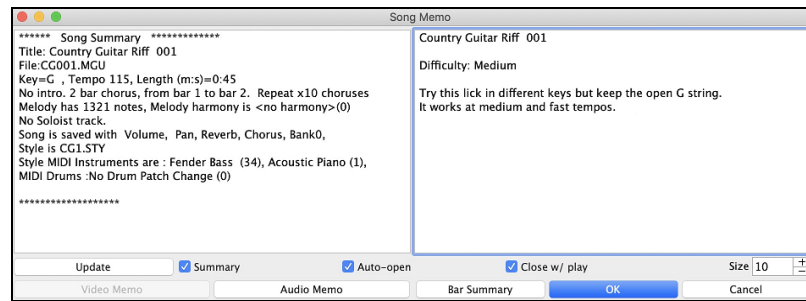 Song Memo
****** Song Summary *************
Title: Country Guitar Riff 001
File:CG001.MGU
Key=G , Tempo 115, Length (m:s)=0:45
No intro. 2 bar chorus, from bar 1 to bar 2. Repeat x10 choruses
Melody has 1321 notes, Melody harmony is <no harmony>(0)
No Soloist track.
Song is saved with Volume, Pan, Reverb, Chorus, Bank0,
Style is CG1.STY
Style MIDI Instruments are : Fender Bass (34), Acoustic Piano (1),
MIDI Drums :No Drum Patch Change (0)
*******************
Country Guitar Riff 001
Difficulty: Medium
Try this lick in different keys but keep the open G string.
It works at medium and fast tempos.
Update Summary Auto-open Close w/ play Size 10 + −
Video Memo Audio Memo Bar Summary OK Cancel